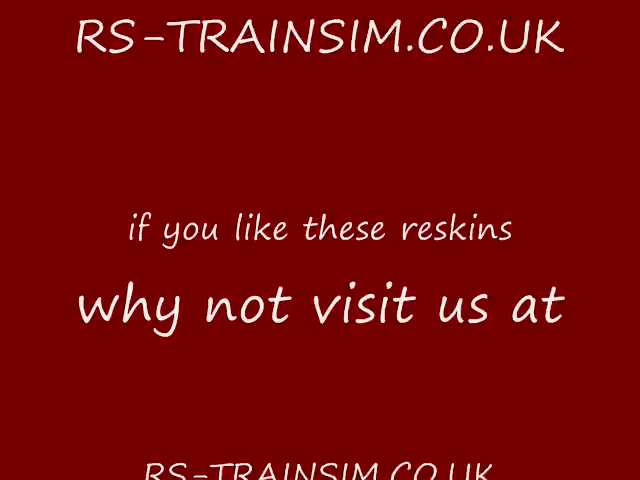 RS-TRAINSIM.CO.UK
if you like these reskins
why not visit us at
RS-TRAINSIM.CO.UK